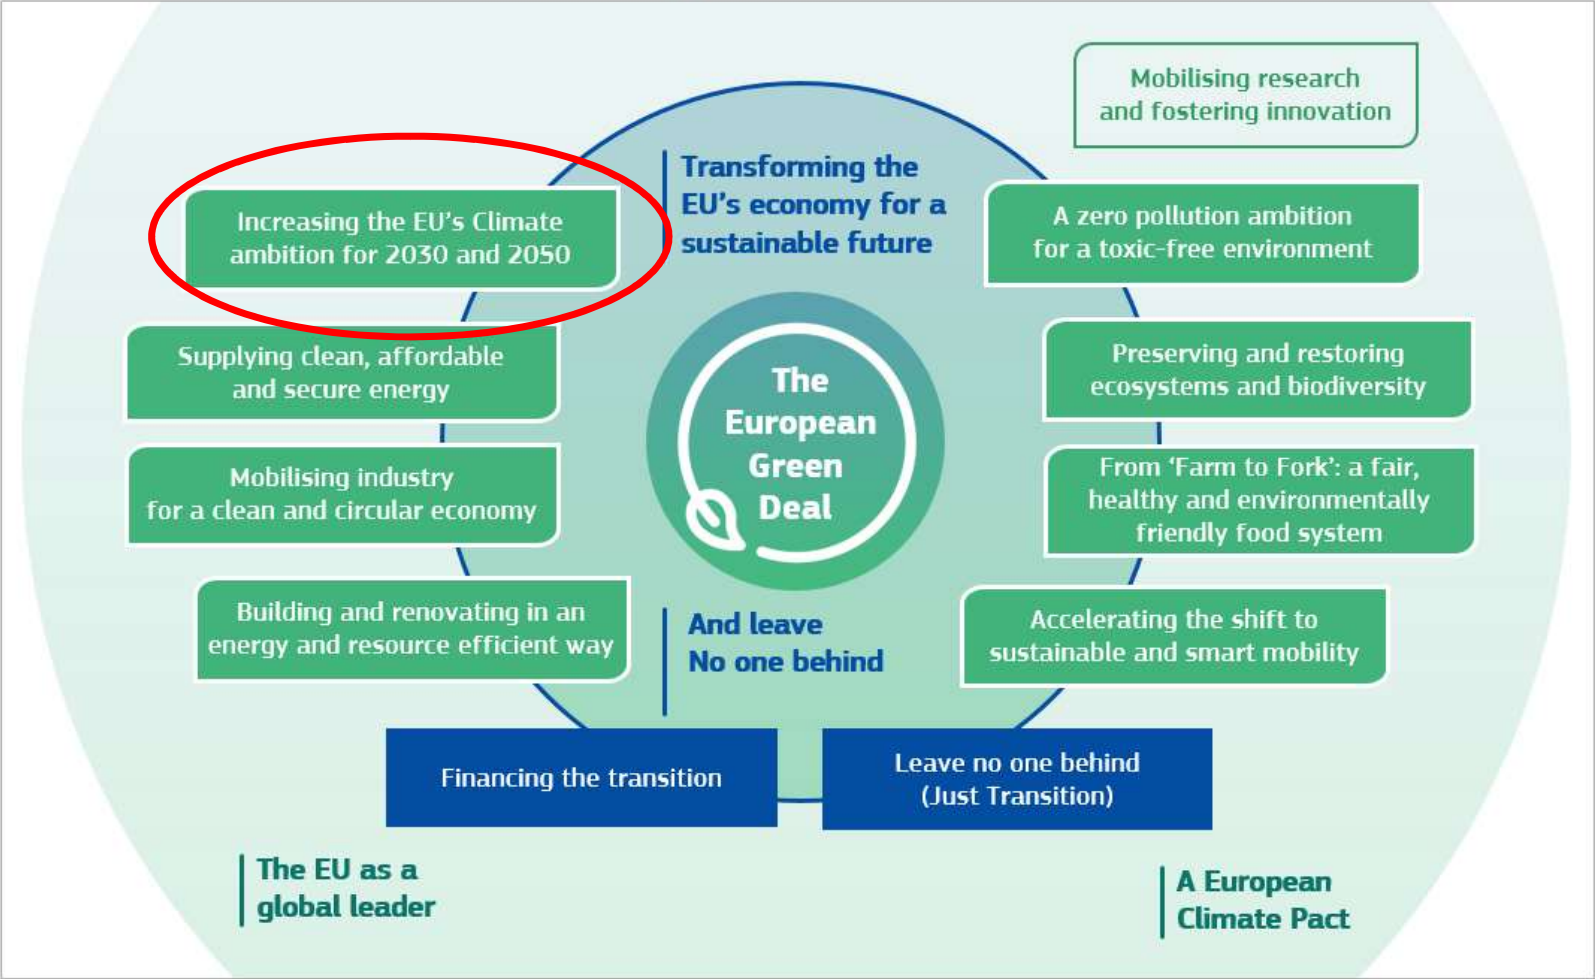 Mobilising research
and fostering innovation
Transforming the
EU's economy for a
sustainable future
Increasing the EU's Climate
ambition for 2030 and 2050
A zero pollution ambition
for a toxic-free environment
Supplying clean, affordable
and secure energy
Preserving and restoring
ecosystems and biodiversity
The
European
Green
Deal
Mobilising industry
for a clean and circular economy
From ‘Farm to Fork’: a fair,
healthy and environmentally
friendly food system
Building and renovating in an
energy and resource efficient way
And leave
No one behind
Accelerating the shift to
sustainable and smart mobility
Financing the transition
Leave no one behind
(Just Transition)
The EU as a
global leader
A European
Climate Pact